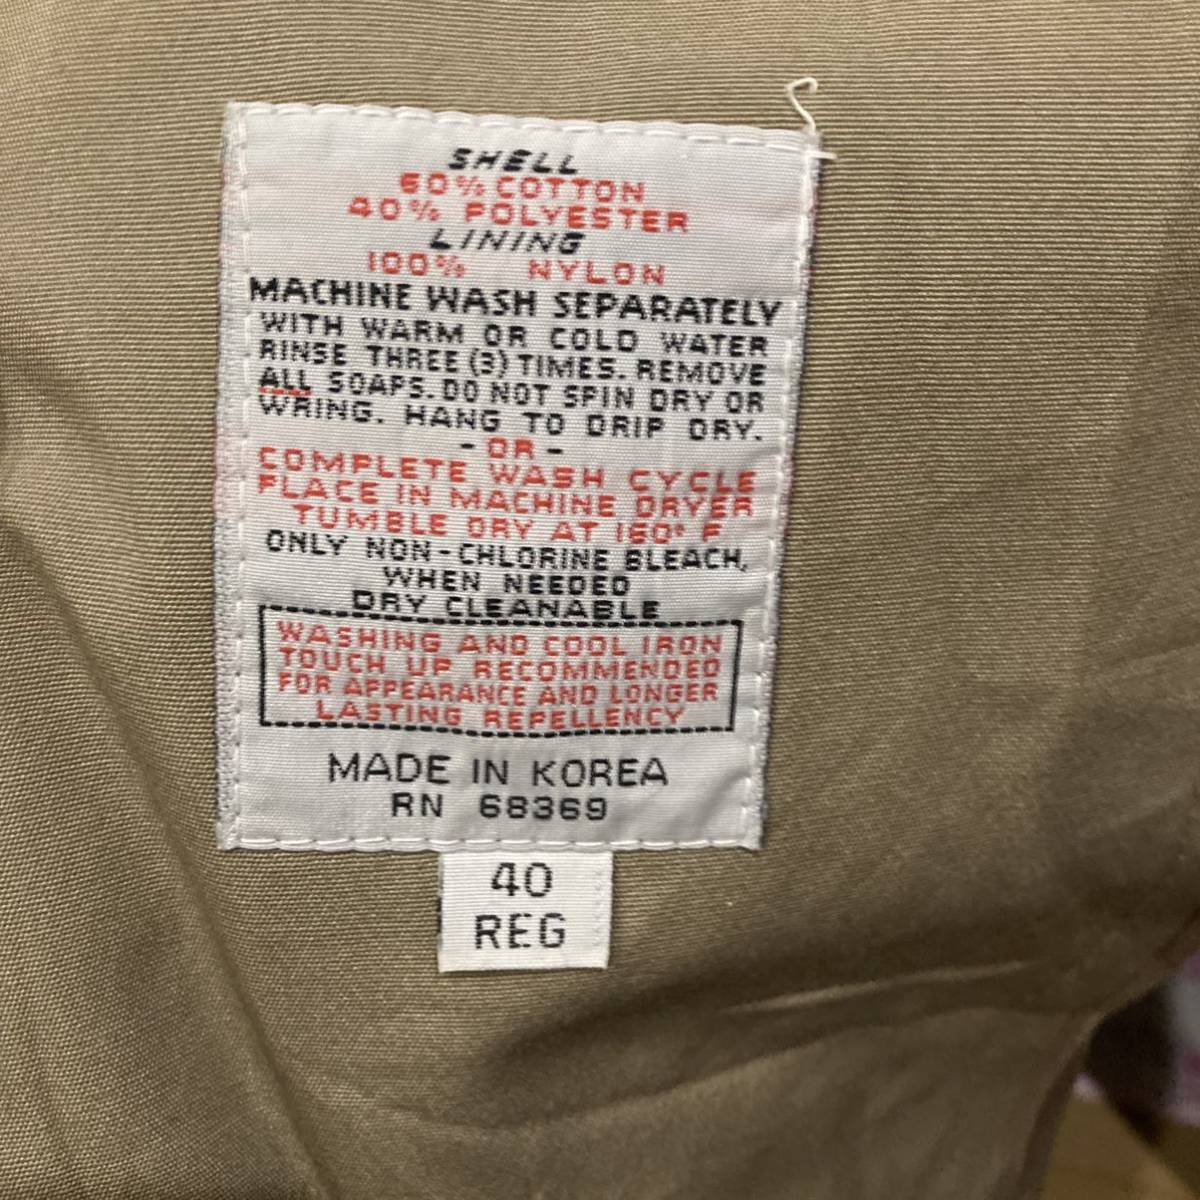 SHELL
60% COTTON
40% POLYESTER
LINING
100% NYLON
MACHINE WASH SEPARATELY
WITH WARM OR COLD WATER
RINSE THREE (3) TIMES. REMOVE
ALL SOAPS. DO NOT SPIN DRY OR
WRING. HANG TO DRIP DRY.
- OR -
COMPLETE WASH CYCLE
PLACE IN MACHINE DRYER
TUMBLE DRY AT 160° F
ONLY NON-CHLORINE BLEACH,
WHEN NEEDED
DRY CLEANABLE
WASHING AND COOL IRON
TOUCH UP RECOMMENDED
FOR APPEARANCE AND LONGER
LASTING REPELLENCY
MADE IN KOREA
RN 68369
40
REG